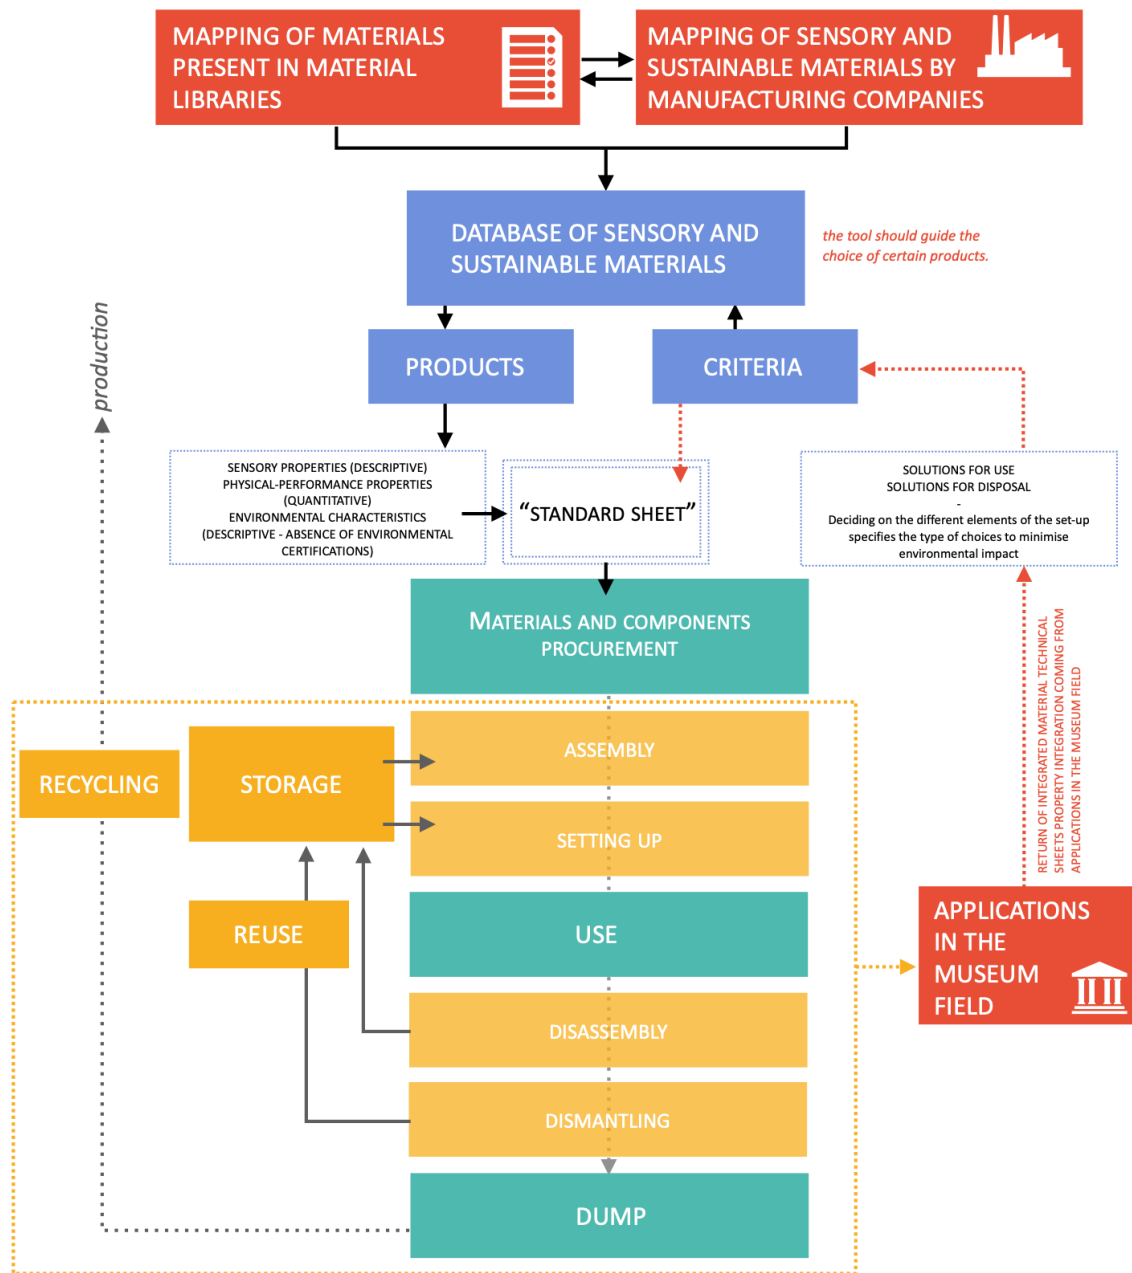 MAPPING OF MATERIALS
PRESENT IN MATERIAL
LIBRARIES
MAPPING OF SENSORY AND
SUSTAINABLE MATERIALS BY
MANUFACTURING COMPANIES
DATABASE OF SENSORY AND
SUSTAINABLE MATERIALS
the tool should guide the
choice of certain products.
production
PRODUCTS
CRITERIA
SENSORY PROPERTIES (DESCRIPTIVE)
PHYSICAL-PERFORMANCE PROPERTIES
(QUANTITATIVE)
ENVIRONMENTAL CHARACTERISTICS
(DESCRIPTIVE - ABSENCE OF ENVIRONMENTAL
CERTIFICATIONS)
“STANDARD SHEET”
SOLUTIONS FOR USE
SOLUTIONS FOR DISPOSAL
-
Deciding on the different elements of the set-up
specifies the type of choices to minimise
environmental impact
MATERIALS AND COMPONENTS
PROCUREMENT
RETURN OF INTEGRATED MATERIAL TECHNICAL
SHEETS PROPERTY INTEGRATION COMING FROM
APPLICATIONS IN THE MUSEUM FIELD
ASSEMBLY
RECYCLING
STORAGE
SETTING UP
REUSE
USE
APPLICATIONS
IN THE
MUSEUM
FIELD
DISASSEMBLY
DISMANTLING
DUMP